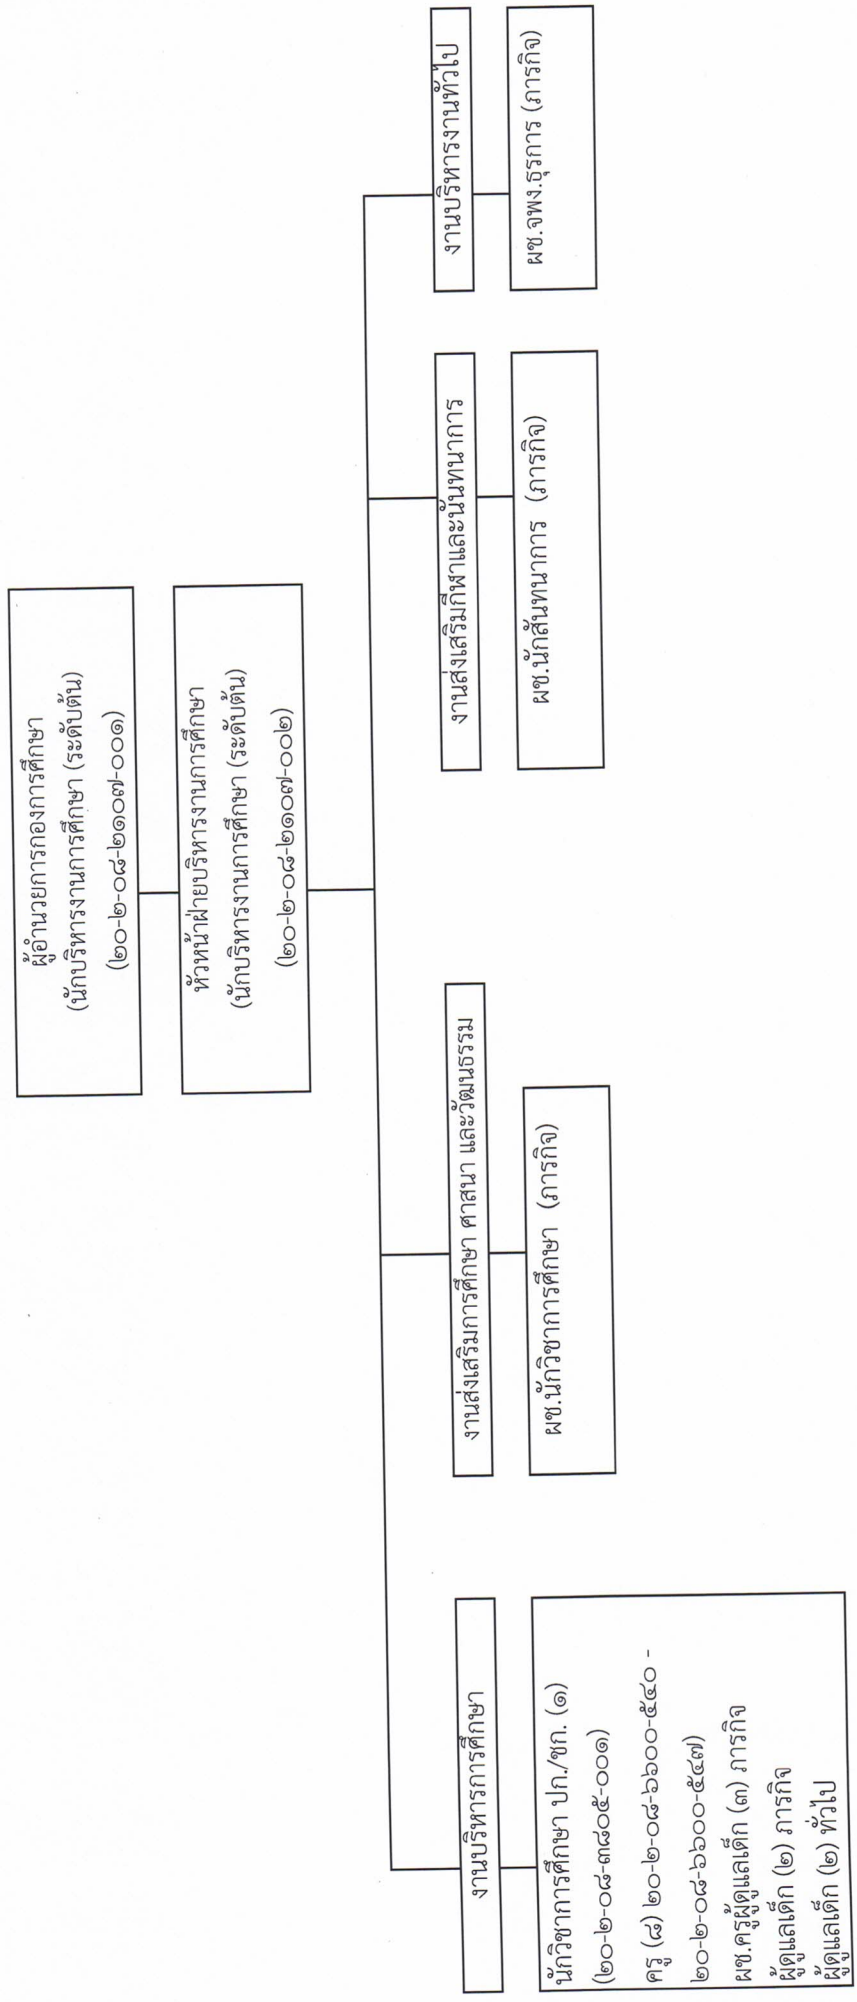 ผู้อำนวยการกองการศึกษา
(นักบริหารงานการศึกษา (ระดับต้น)
(๒๐-๒-๐๘-๒๑๐๗-๐๐๑)
หัวหน้าฝ่ายบริหารงานการศึกษา
(นักบริหารงานการศึกษา (ระดับต้น)
(๒๐-๒-๐๘-๒๑๐๗-๐๐๒)
งานบริหารการศึกษา
นักวิชาการศึกษา ปก./ชก. (๑)
(๒๐-๒-๐๘-๓๘๐๕-๐๐๑)
ครู (๘) ๒๐-๒-๐๘-๖๖๐๐-๕๔๐ -
๒๐-๒-๐๘-๖๖๐๐-๕๔๗)
ผช.ครูผู้ดูแลเด็ก (๓) ภารกิจ
ผู้ดูแลเด็ก (๒) ภารกิจ
ผู้ดูแลเด็ก (๒) ทั่วไป
งานส่งเสริมการศึกษา ศาสนา และวัฒนธรรม
ผช.นักวิชาการศึกษา (ภารกิจ)
งานส่งเสริมกีฬาและนันทนาการ
ผช.นักสันทนาการ (ภารกิจ)
งานบริหารงานทั่วไป
ผช.จพง.ธุรการ (ภารกิจ)